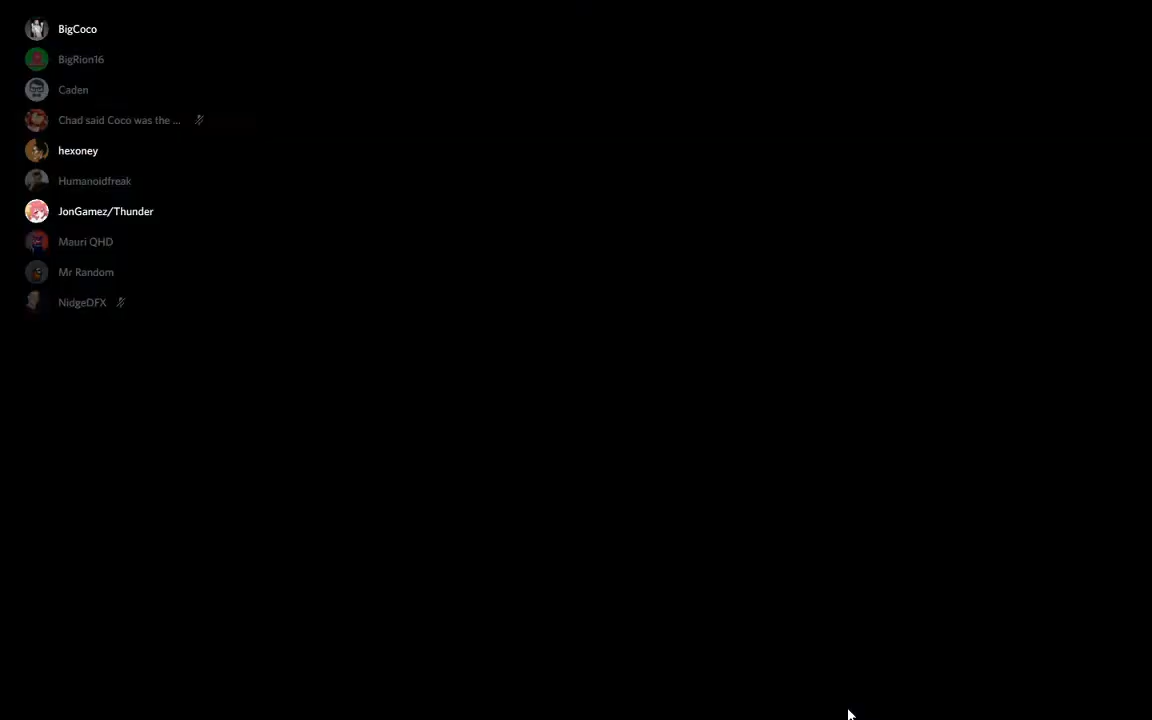 BigCoco
BigRion16
Caden
Chad said Coco was the ...
hexoney
Humanoidfreak
JonGamez/Thunder
Mauri QHD
Mr Random
NidgeDFX